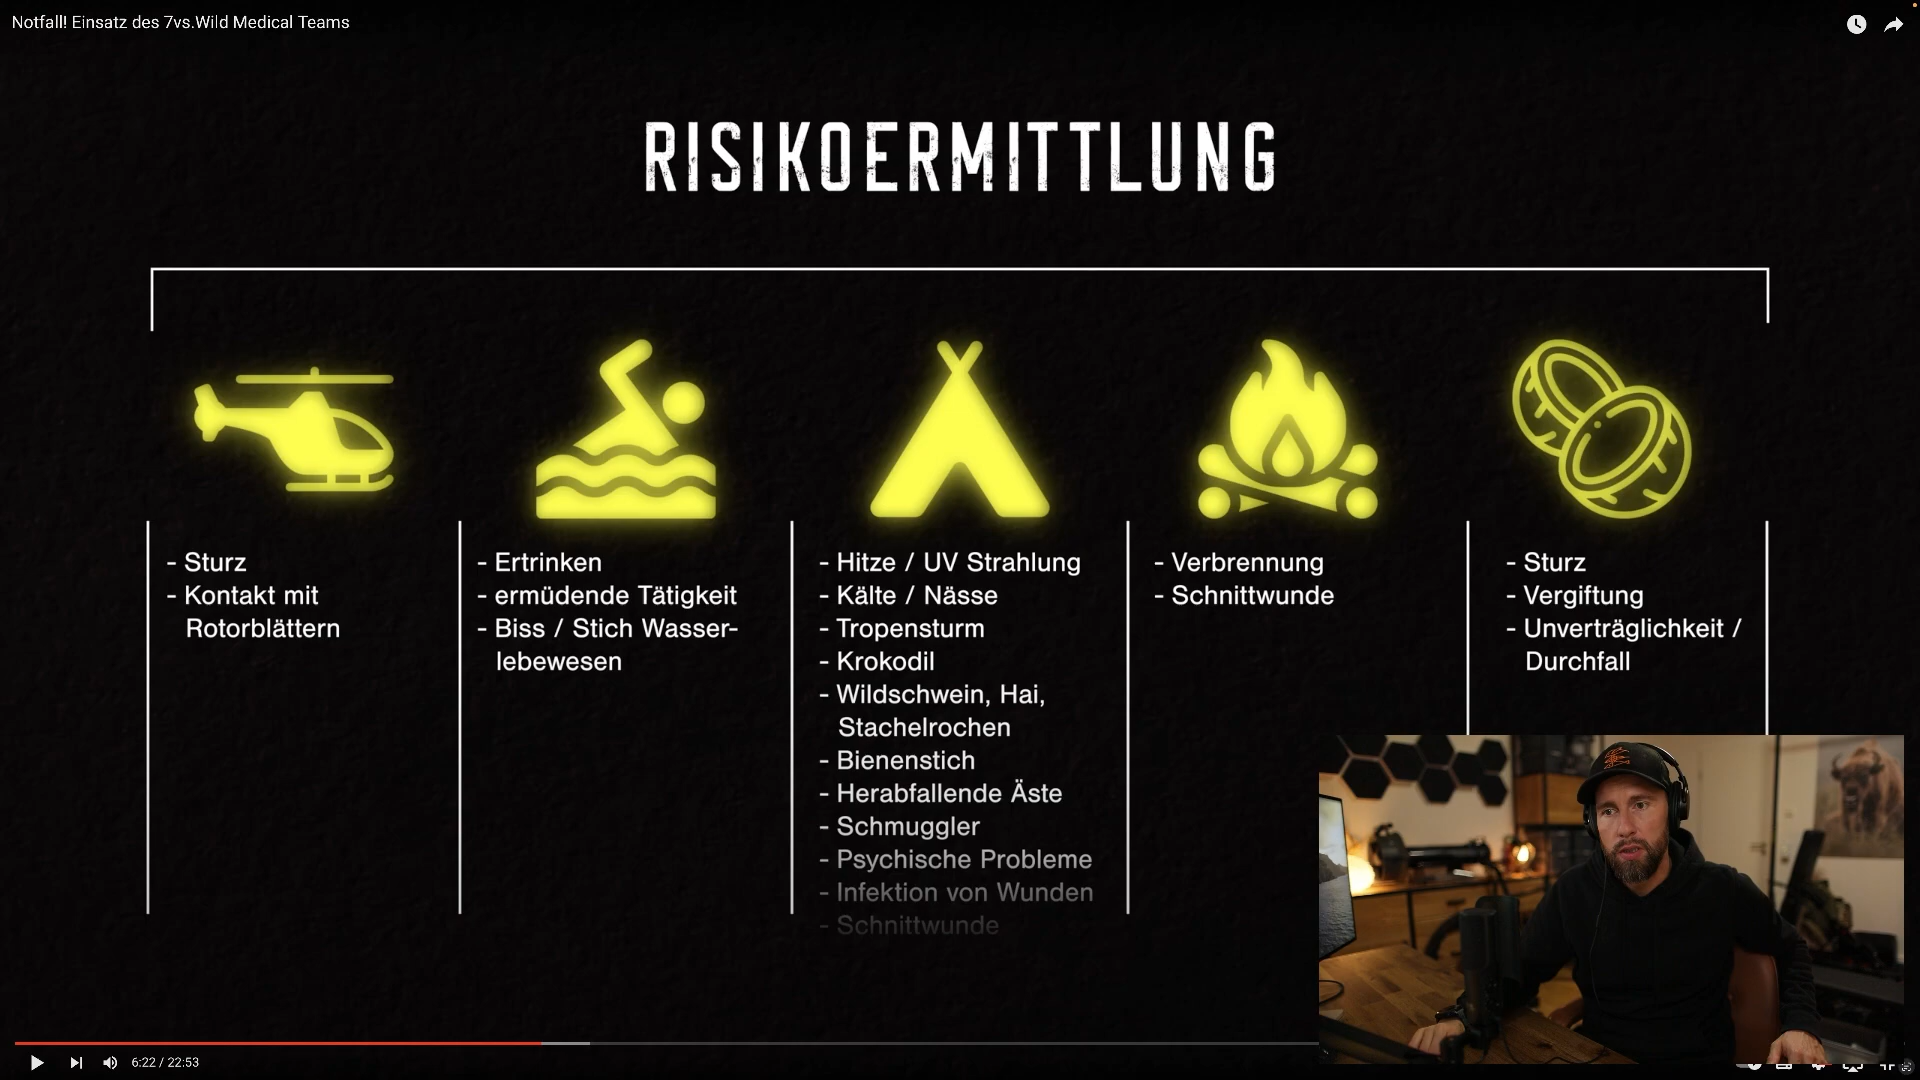 Notfall! Einsatz des 7vs.Wild Medical Teams
RISIKOERMITTLUNG
- Sturz
- Kontakt mit
Rotorblättern
- Ertrinken
- ermüdende Tätigkeit
- Biss / Stich Wasser-
lebewesen
- Hitze / UV Strahlung
- Kälte / Nässe
- Tropensturm
- Krokodil
- Wildschwein, Hai,
Stachelrochen
- Bienenstich
- Herabfallende Äste
- Schmuggler
- Psychische Probleme
- Infektion von Wunden
- Schnittwunde
- Verbrennung
- Schnittwunde
- Sturz
- Vergiftung
- Unverträglichkeit /
Durchfall
6:22 / 22:53